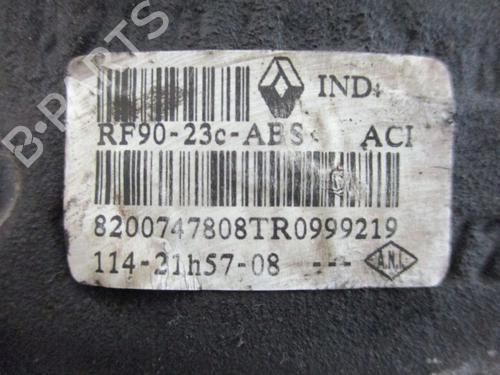 B-PARTS
IND:
RF90-23c-ABS ACI
8200747808TR0999219
114-21h57-08 ---
A.N.I.